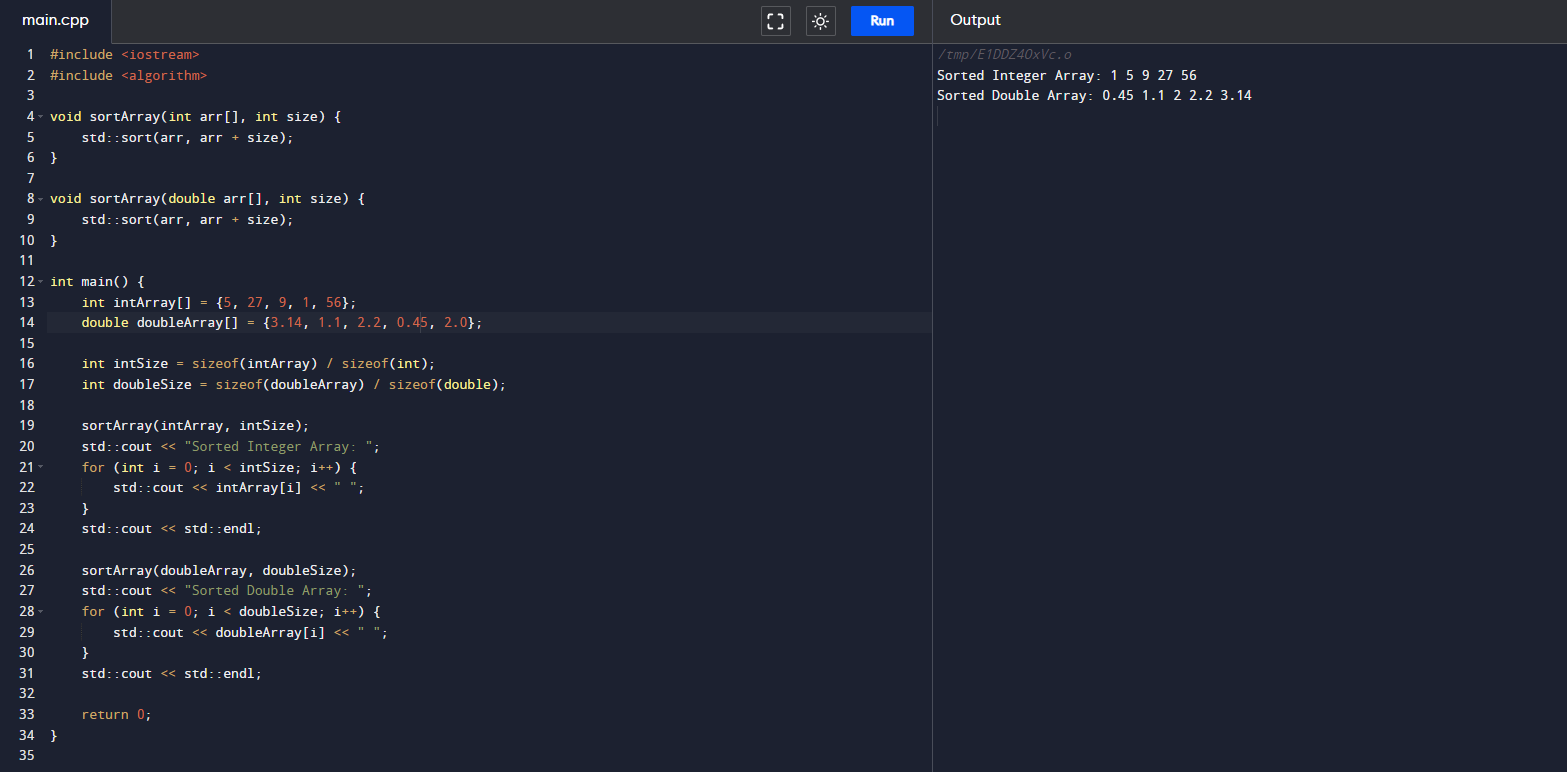 main.cpp
Run
Output
1 #include <iostream>
2 #include <algorithm>
3
4 void sortArray(int arr[], int size) {
5     std::sort(arr, arr + size);
6 }
7
8 void sortArray(double arr[], int size) {
9     std::sort(arr, arr + size);
10 }
11
12 int main() {
13     int intArray[] = {5, 27, 9, 1, 56};
14     double doubleArray[] = {3.14, 1.1, 2.2, 0.45, 2.0};
15
16     int intSize = sizeof(intArray) / sizeof(int);
17     int doubleSize = sizeof(doubleArray) / sizeof(double);
18
19     sortArray(intArray, intSize);
20     std::cout << "Sorted Integer Array: ";
21     for (int i = 0; i < intSize; i++) {
22         std::cout << intArray[i] << " ";
23     }
24     std::cout << std::endl;
25
26     sortArray(doubleArray, doubleSize);
27     std::cout << "Sorted Double Array: ";
28     for (int i = 0; i < doubleSize; i++) {
29         std::cout << doubleArray[i] << " ";
30     }
31     std::cout << std::endl;
32
33     return 0;
34 }
35
/tmp/E1DDZ4OxVc.o
Sorted Integer Array: 1 5 9 27 56
Sorted Double Array: 0.45 1.1 2 2.2 3.14